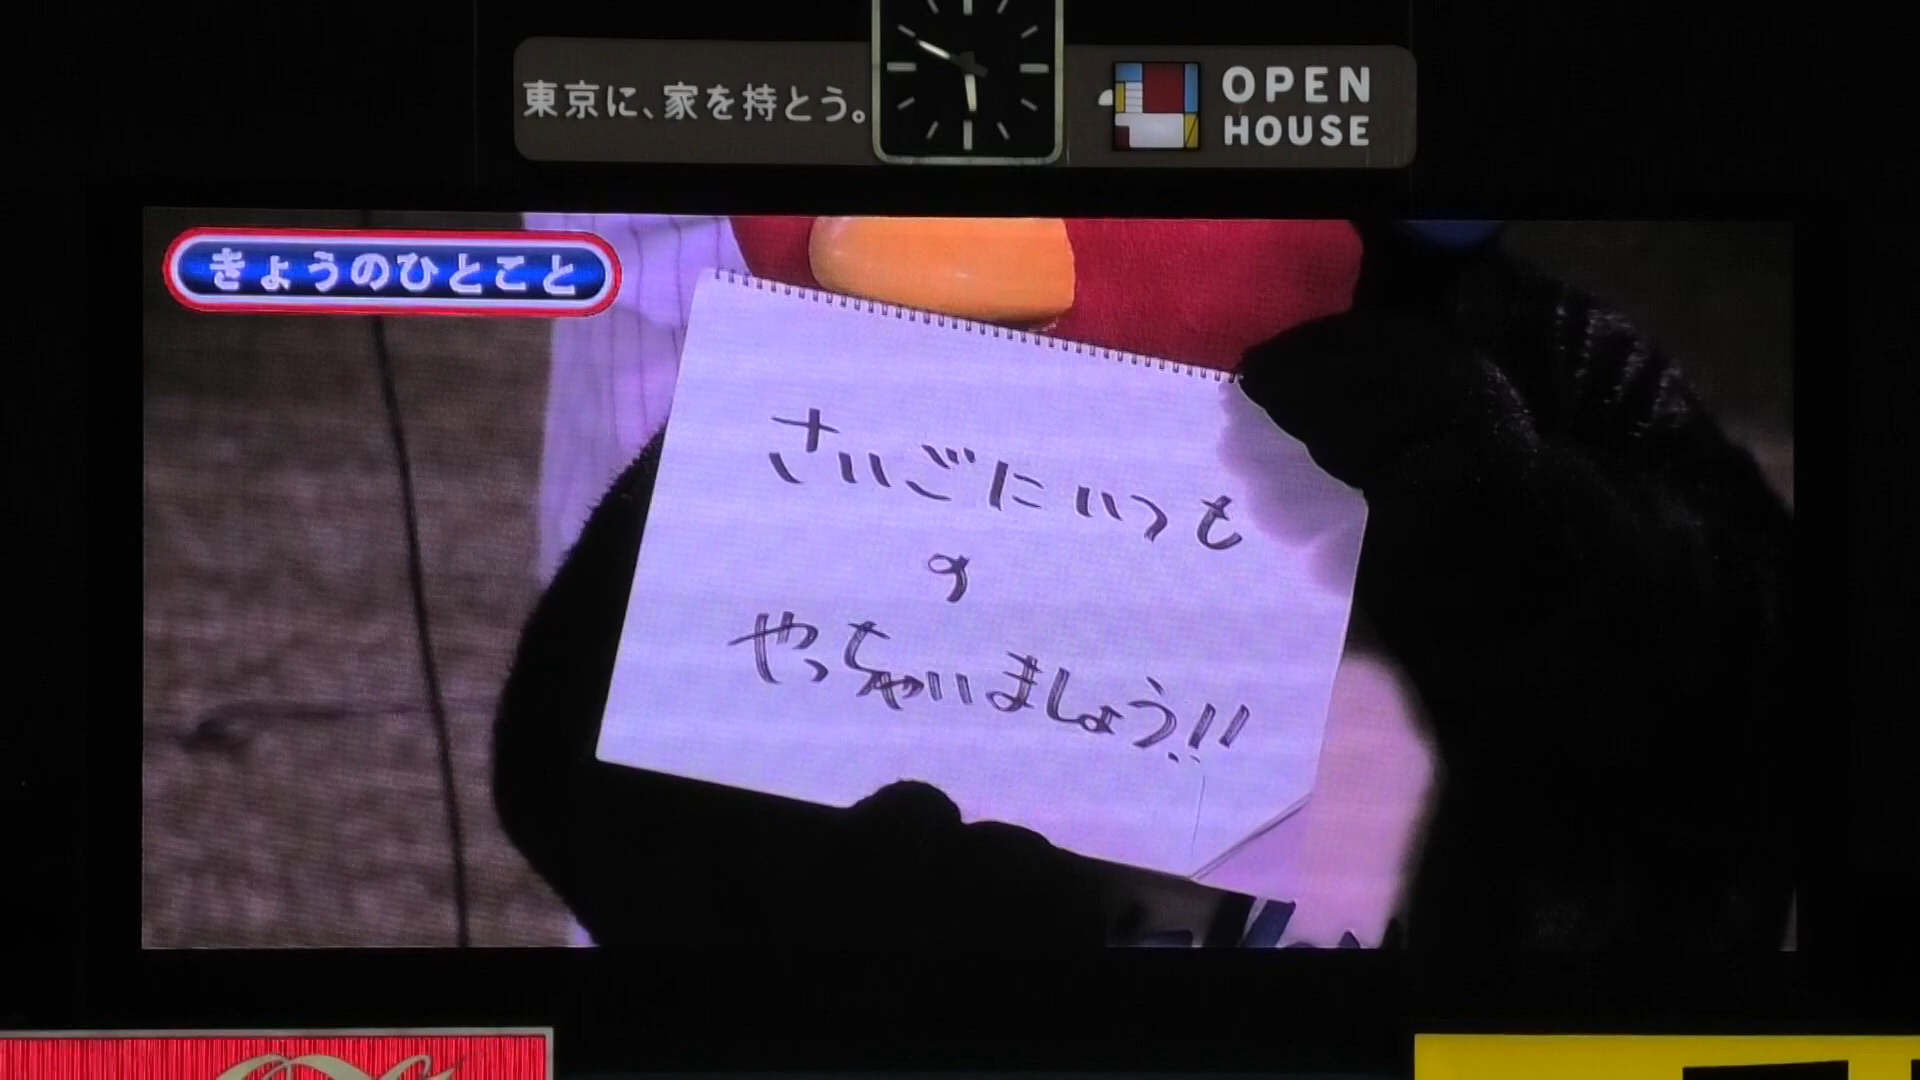 東京に、家を持とう。
OPEN
HOUSE
きょうのひとこと
さいごにいつも
の
やっちゃいましょう!!